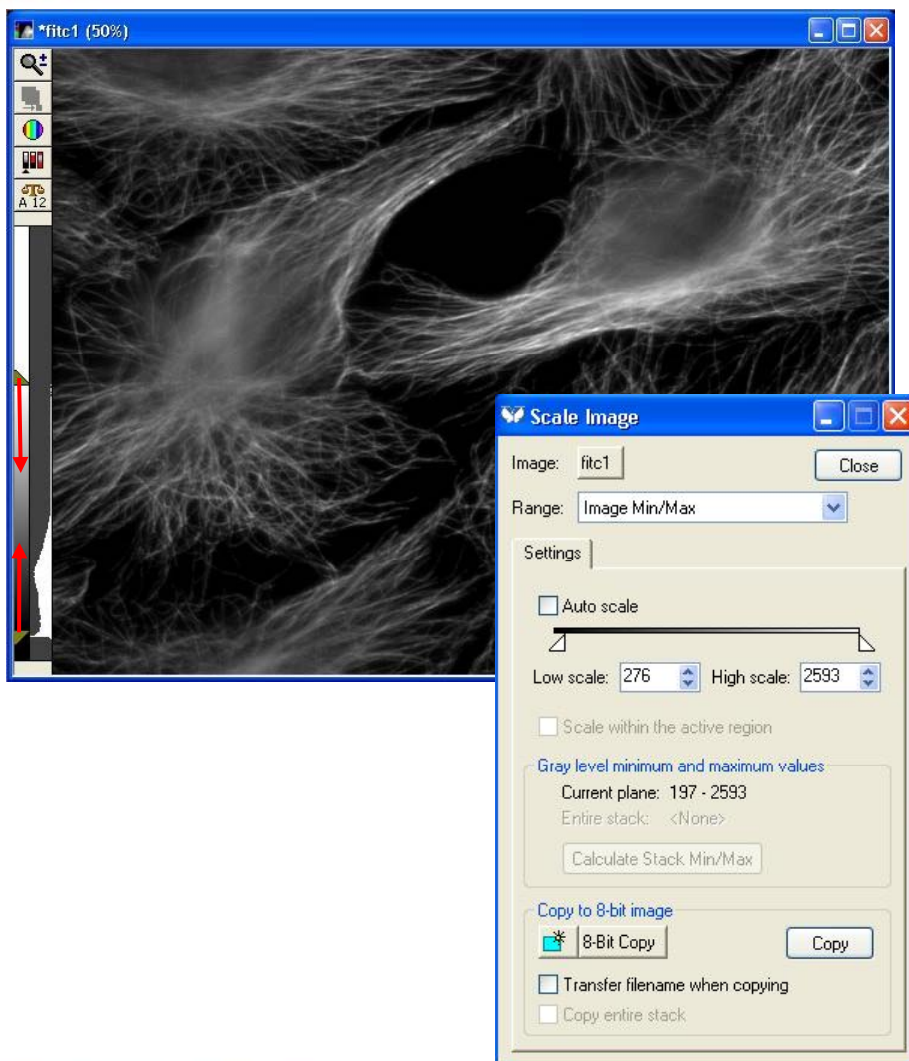 *fitc1 (50%)
A 12
Scale Image
Image: fitc1 Close
Range: Image Min/Max
Settings
Auto scale
Low scale: 276 High scale: 2593
Scale within the active region
Gray level minimum and maximum values
Current plane: 197 - 2593
Entire stack: <None>
Calculate Stack Min/Max
Copy to 8-bit image
8-Bit Copy Copy
Transfer filename when copying
Copy entire stack